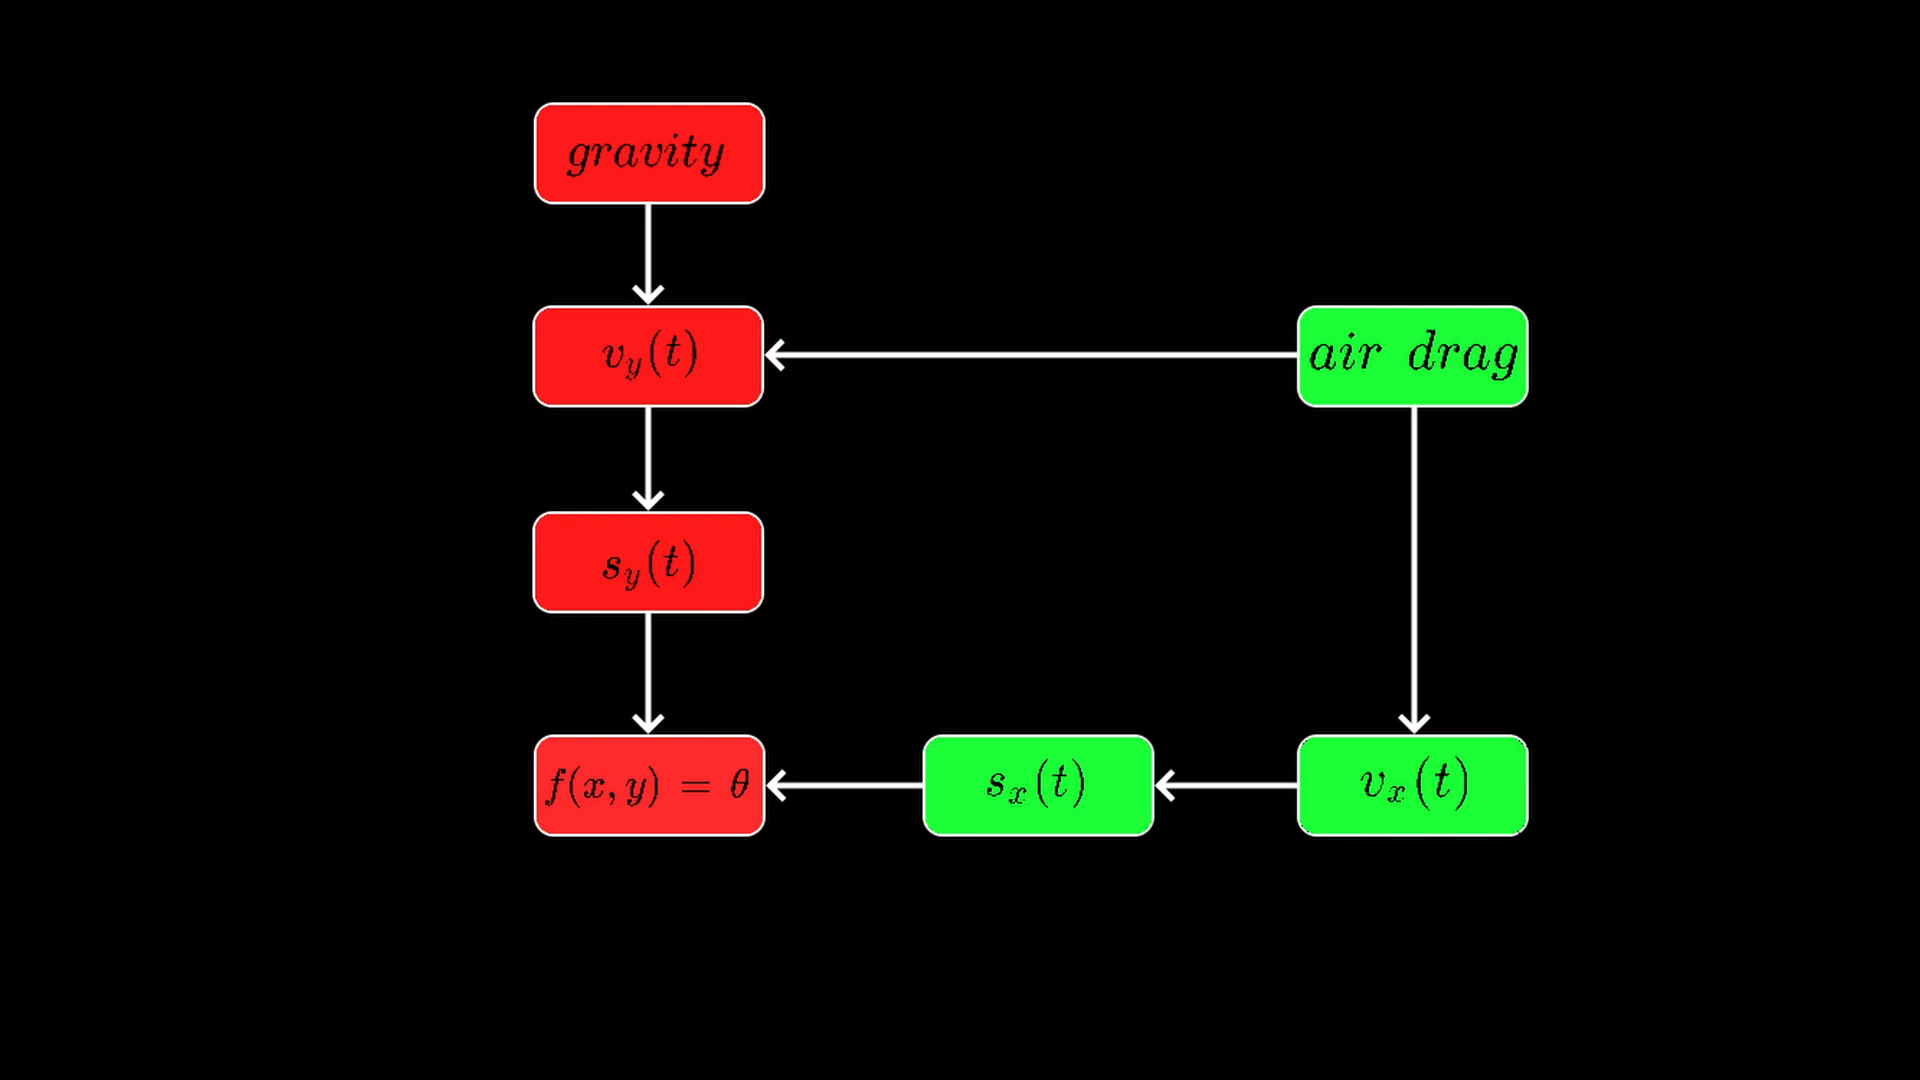 gravity
v_y(t)
air drag
s_y(t)
f(x, y) = θ
s_x(t)
v_x(t)